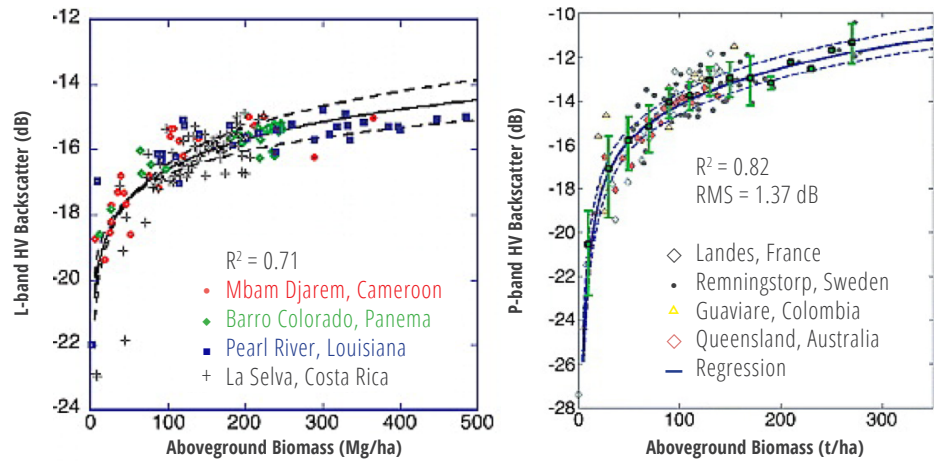 L-band HV Backscatter (dB)
-12
-14
-16
-18
-20
-22
-24
0
100
200
300
400
500
R² = 0.71
Mbam Djarem, Cameroon
Barro Colorado, Panema
Pearl River, Louisiana
La Selva, Costa Rica
Aboveground Biomass (Mg/ha)
P-band HV Backscatter (dB)
-10
-12
-14
-16
-18
-20
-22
-24
-26
-28
0
100
200
300
R² = 0.82
RMS = 1.37 dB
Landes, France
Remningstorp, Sweden
Guaviare, Colombia
Queensland, Australia
Regression
Aboveground Biomass (t/ha)